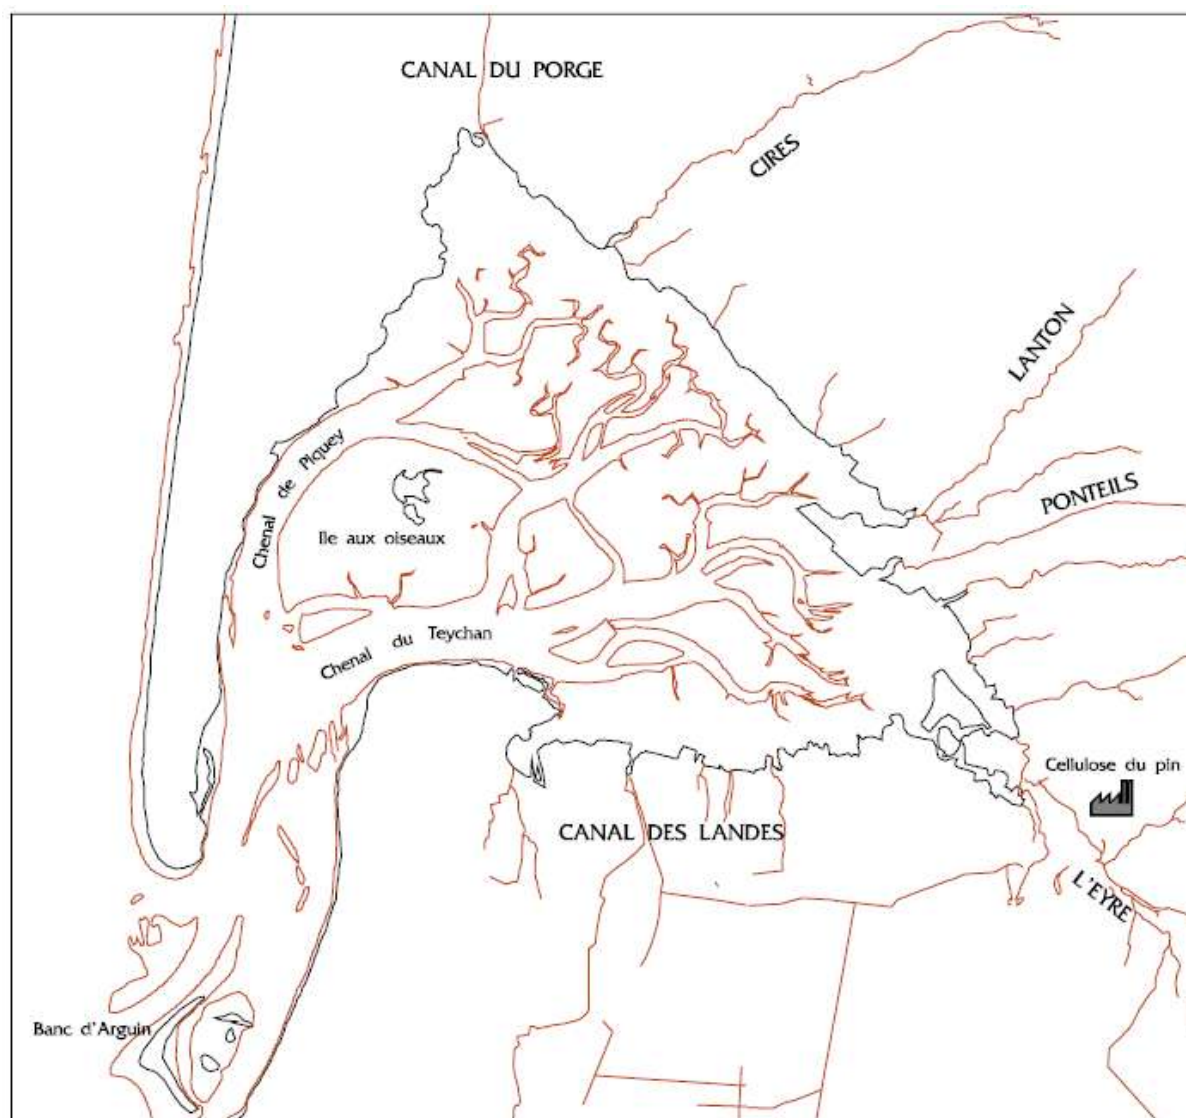 CANAL DU PORGE
CIRES
LANTON
Chenal de Piquey
PONTEILS
Ile aux oiseaux
Chenal du Teychan
Cellulose du pin
CANAL DES LANDES
L'EYRE
Banc d'Arguin